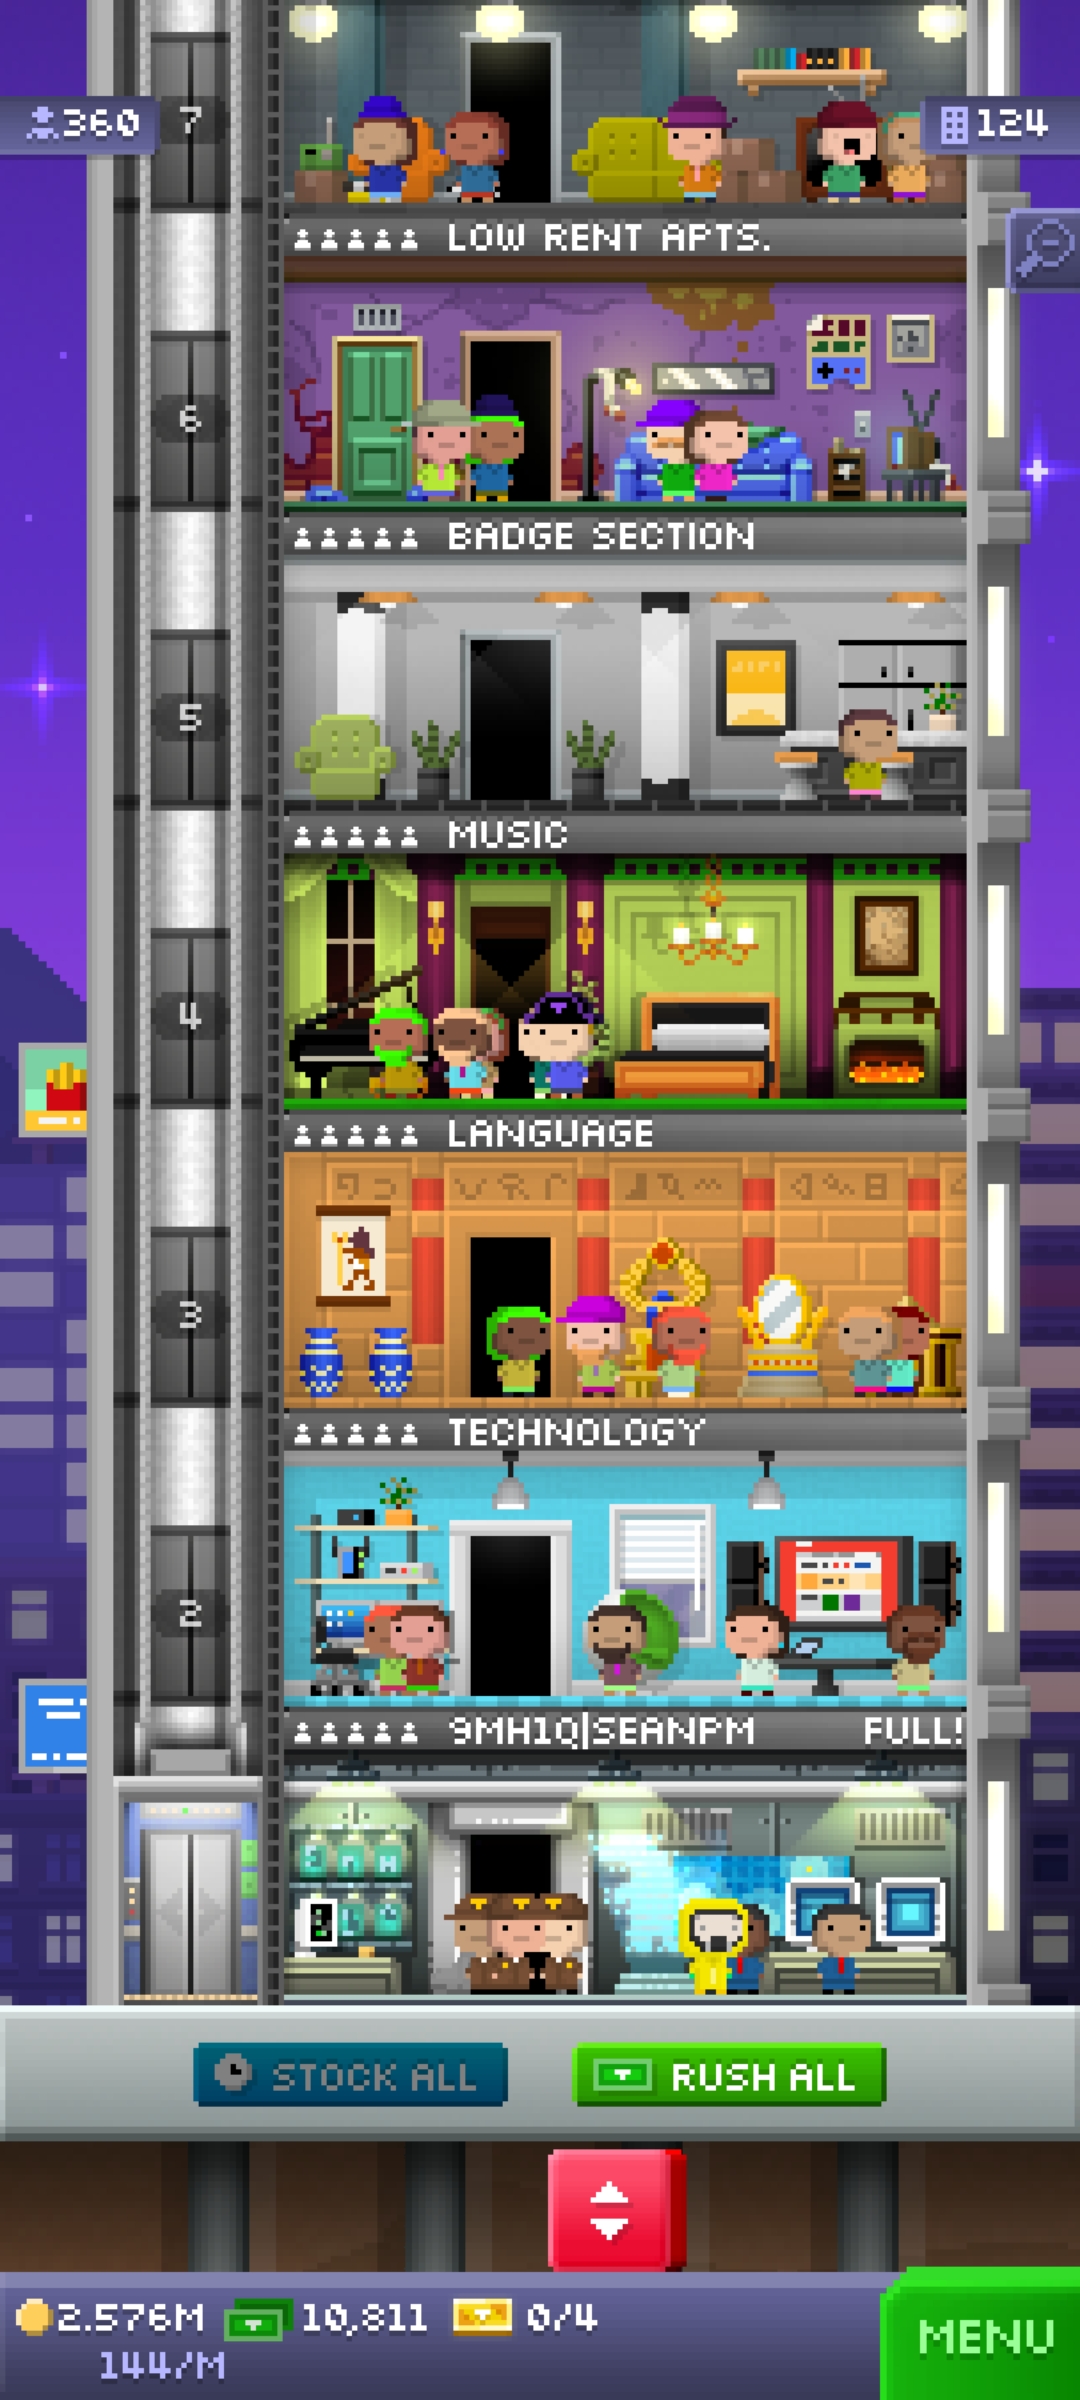 360
7
124
LOW RENT APTS.
6
BADGE SECTION
5
MUSIC
4
LANGUAGE
3
TECHNOLOGY
2
9MH1Q|SEANPM FULL!
STOCK ALL
RUSH ALL
2.576M 10,811 0/4
144/M
MENU